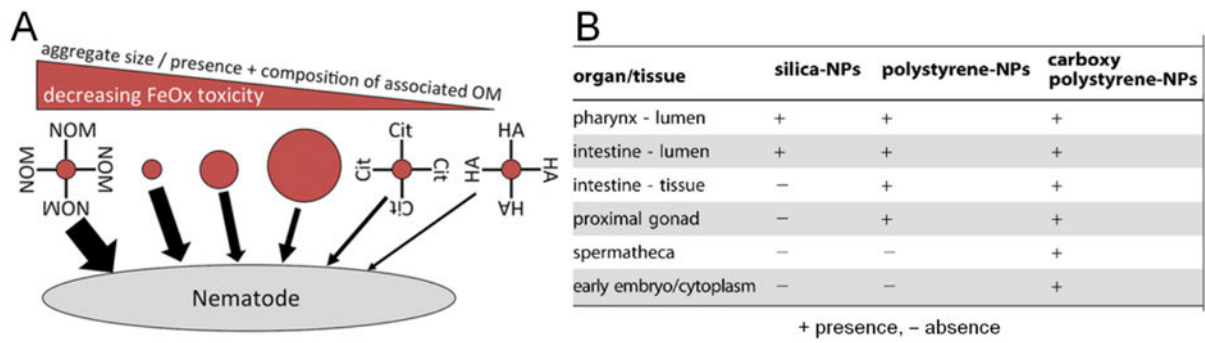 A
aggregate size / presence + composition of associated OM
decreasing FeOx toxicity
NOM
NOM
NOM
NOM
Cit
Cit
Cit
Cit
HA
HA
HA
HA
Nematode
B
organ/tissue silica-NPs polystyrene-NPs carboxy polystyrene-NPs
pharynx - lumen + + +
intestine - lumen + + +
intestine - tissue − + +
proximal gonad − + +
spermatheca − − +
early embryo/cytoplasm − − +
+ presence, − absence